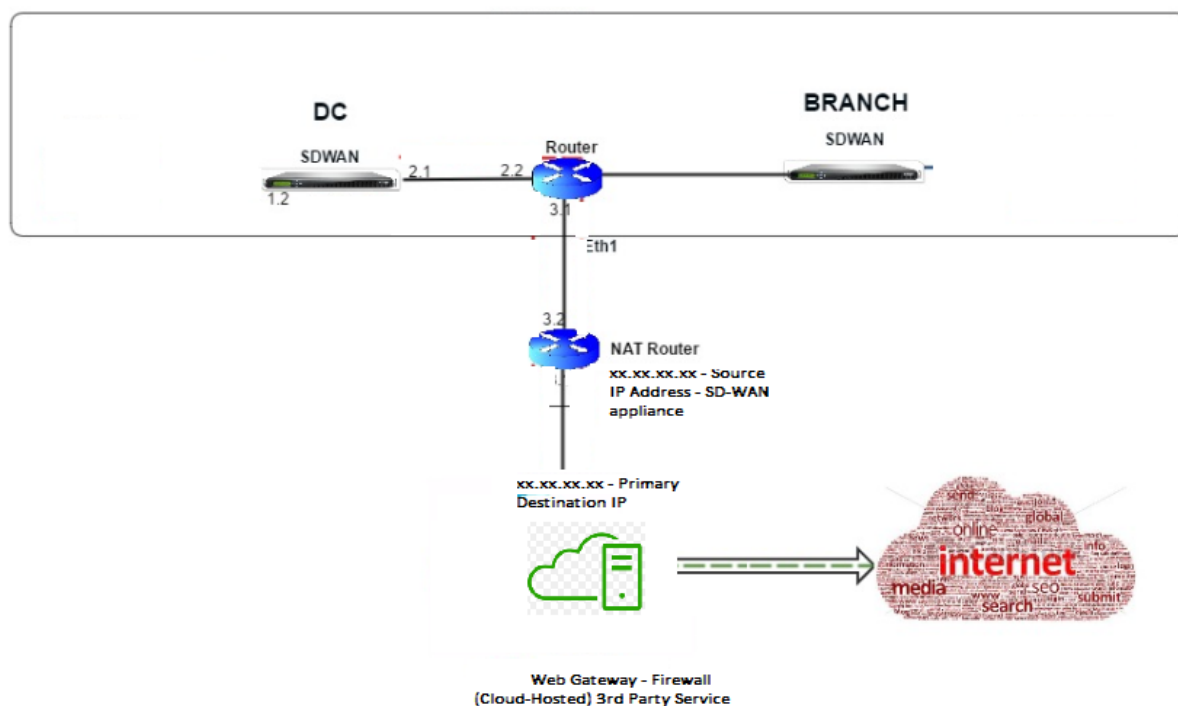 DC
BRANCH
SDWAN
SDWAN
Router
2.1
2.2
1.2
3.1
Eth1
3.2
NAT Router
xx.xx.xx.xx - Source
IP Address - SD-WAN
appliance
xx.xx.xx.xx - Primary
Destination IP
send
global
online
info
internet
media
seo
www
submit
search
Web Gateway - Firewall
(Cloud-Hosted) 3rd Party Service